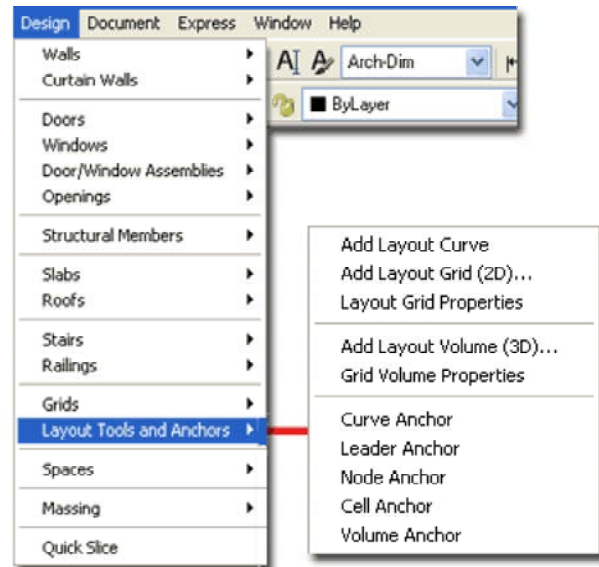 Design Document Express Window Help
Arch-Dim
ByLayer
Walls
Curtain Walls
Doors
Windows
Door/Window Assemblies
Openings
Structural Members
Slabs
Roofs
Stairs
Railings
Grids
Layout Tools and Anchors
Spaces
Massing
Quick Slice
Add Layout Curve
Add Layout Grid (2D)...
Layout Grid Properties
Add Layout Volume (3D)...
Grid Volume Properties
Curve Anchor
Leader Anchor
Node Anchor
Cell Anchor
Volume Anchor